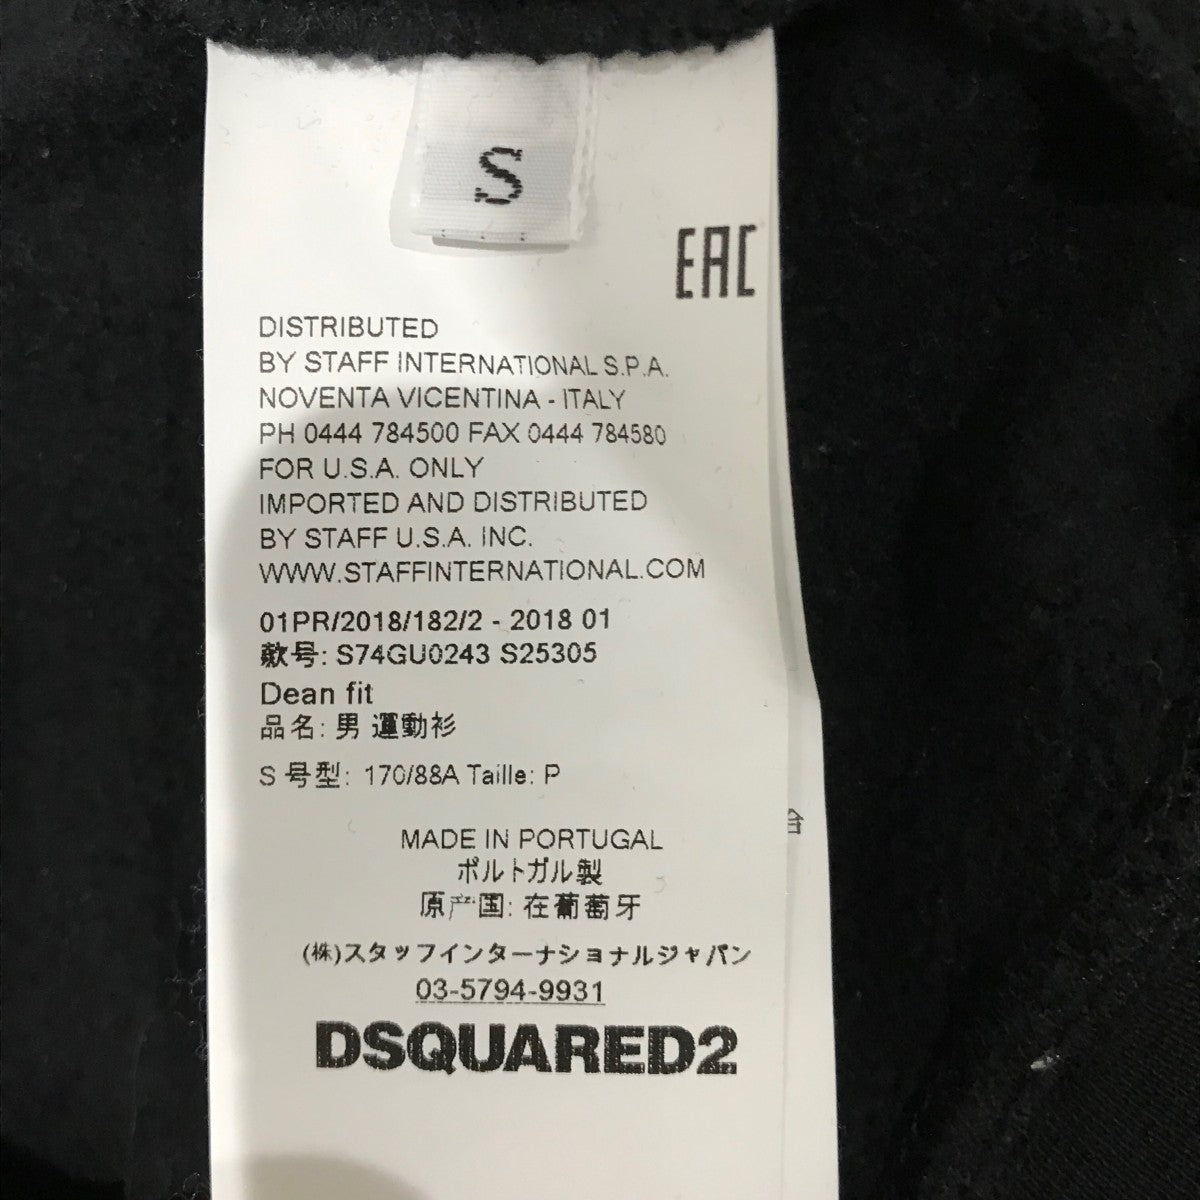 S
EAC
DISTRIBUTED
BY STAFF INTERNATIONAL S.P.A.
NOVENTA VICENTINA - ITALY
PH 0444 784500 FAX 0444 784580
FOR U.S.A. ONLY
IMPORTED AND DISTRIBUTED
BY STAFF U.S.A. INC.
WWW.STAFFINTERNATIONAL.COM
01PR/2018/182/2 - 2018 01
款号: S74GU0243 S25305
Dean fit
品名: 男 運動衫
S 号型: 170/88A Taille: P
MADE IN PORTUGAL
ポルトガル製
原产国: 在葡萄牙
(株)スタッフインターナショナルジャパン
03-5794-9931
DSQUARED2